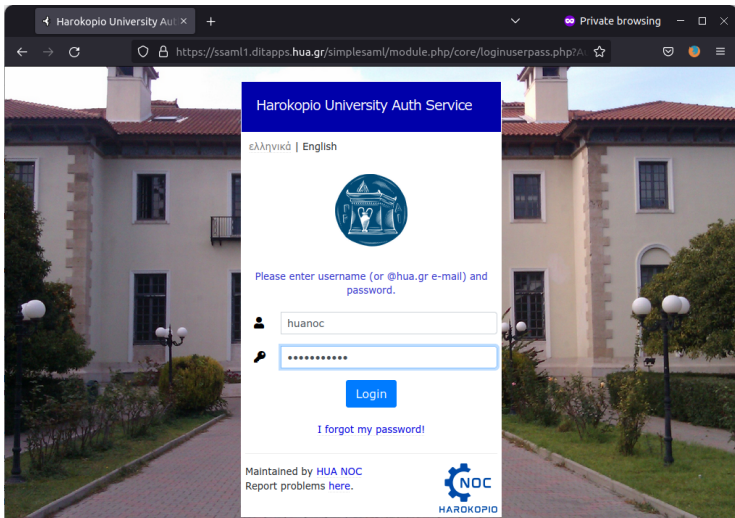 Harokopio University Aut
Private browsing
https://ssaml1.ditapps.hua.gr/simplesaml/module.php/core/loginuserpass.php?A
Harokopio University Auth Service
ελληνικά | English
Please enter username (or @hua.gr e-mail) and
password.
huanoc
•••••••••••
Login
I forgot my password!
Maintained by HUA NOC
Report problems here.
NOC
HAROKOPIO